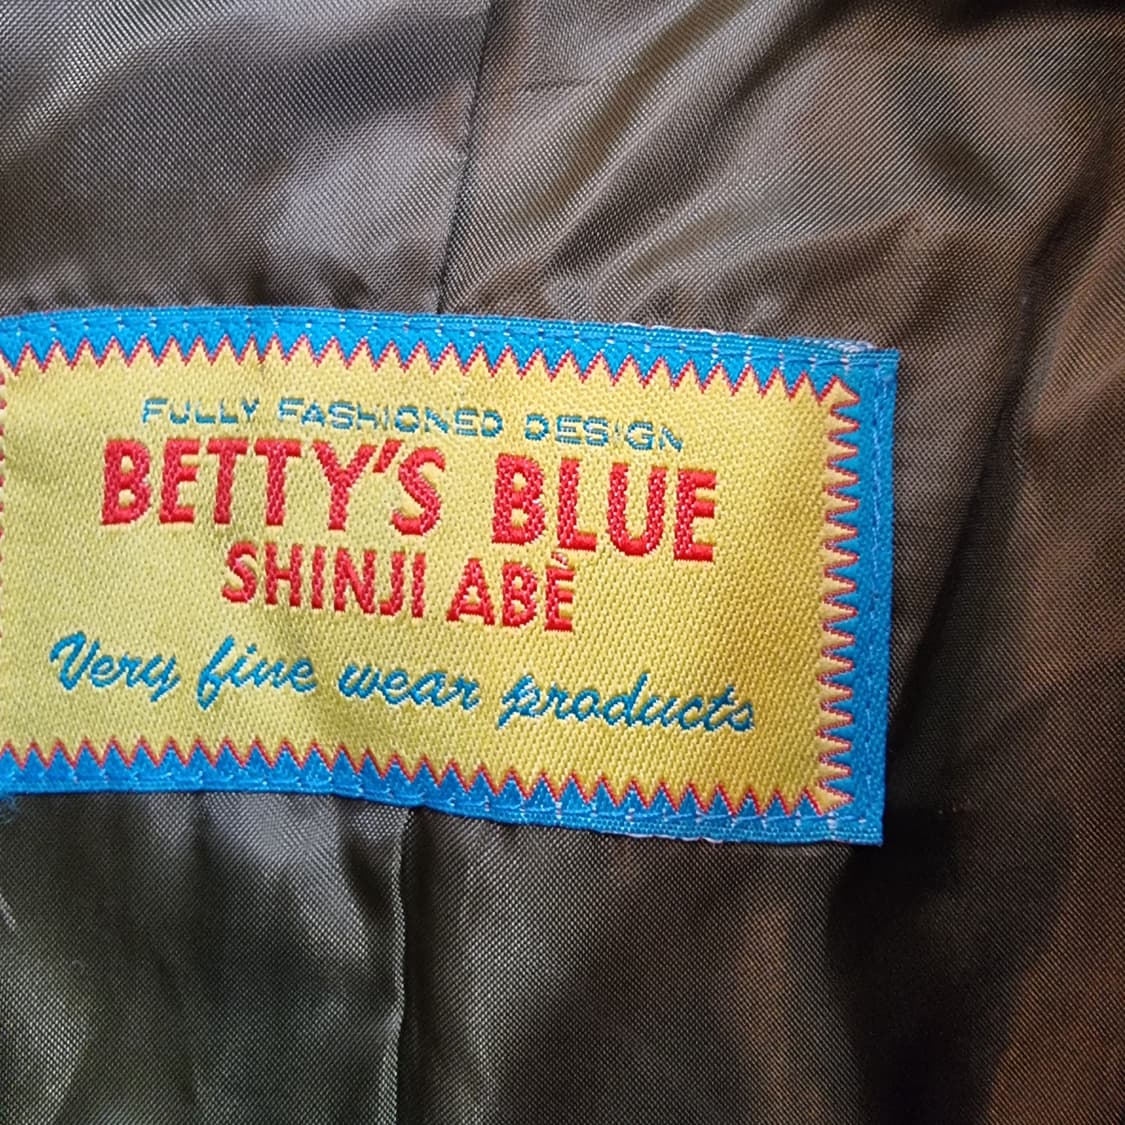 FULLY FASHIONED DESIGN
BETTY'S BLUE
SHINJI ABÈ
Very fine wear products